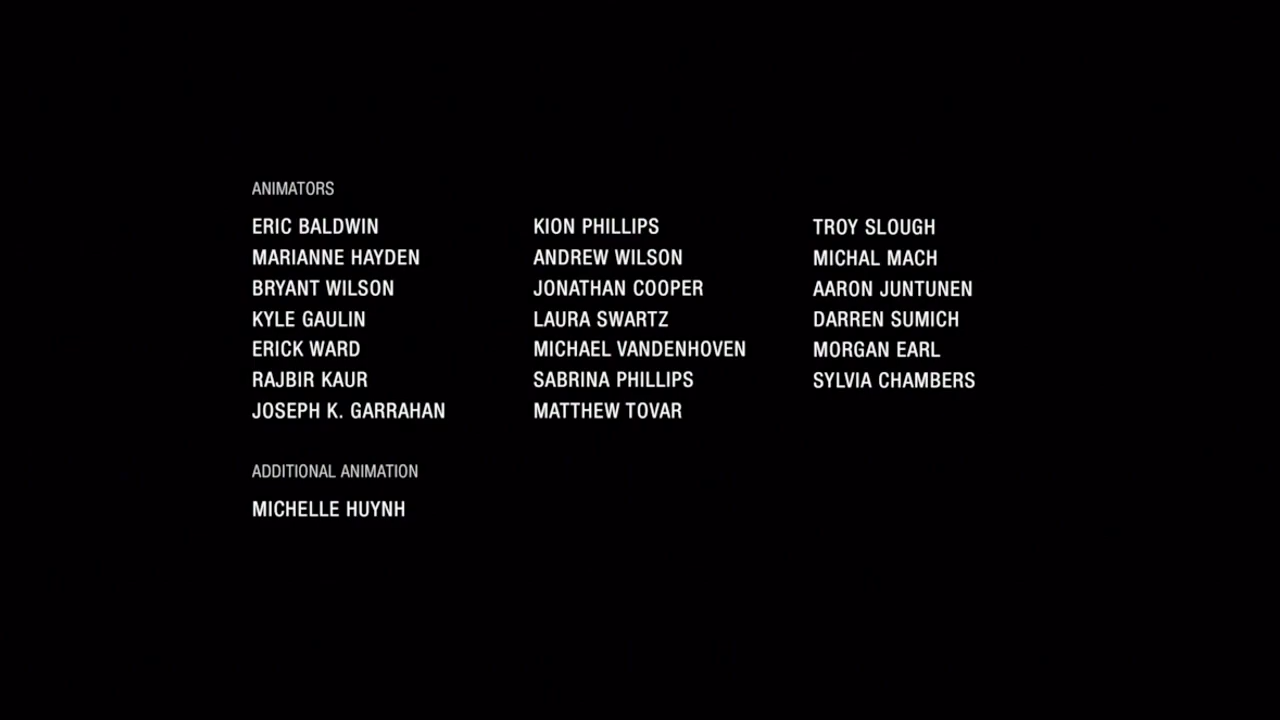 ANIMATORS
ERIC BALDWIN
MARIANNE HAYDEN
BRYANT WILSON
KYLE GAULIN
ERICK WARD
RAJBIR KAUR
JOSEPH K. GARRAHAN
KION PHILLIPS
ANDREW WILSON
JONATHAN COOPER
LAURA SWARTZ
MICHAEL VANDENHOVEN
SABRINA PHILLIPS
MATTHEW TOVAR
TROY SLOUGH
MICHAL MACH
AARON JUNTUNEN
DARREN SUMICH
MORGAN EARL
SYLVIA CHAMBERS
ADDITIONAL ANIMATION
MICHELLE HUYNH